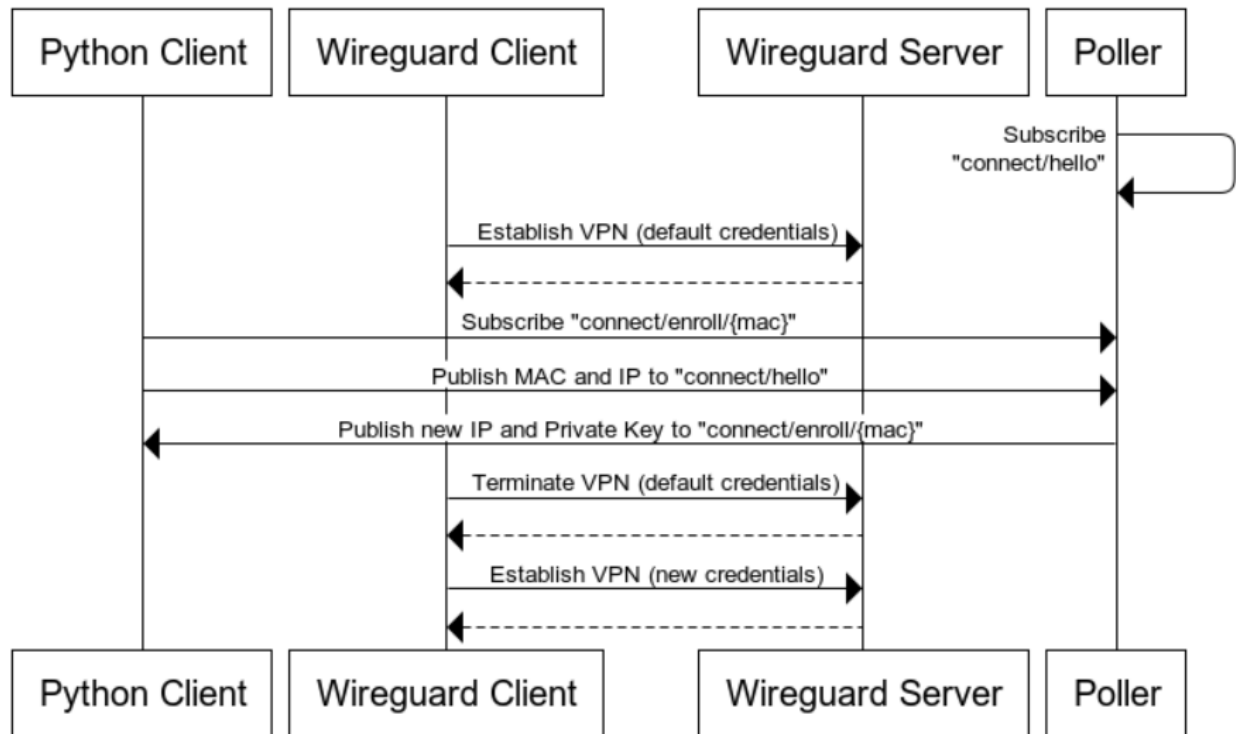 Python Client
Wireguard Client
Wireguard Server
Poller
Subscribe
"connect/hello"
Establish VPN (default credentials)
Subscribe "connect/enroll/{mac}"
Publish MAC and IP to "connect/hello"
Publish new IP and Private Key to "connect/enroll/{mac}"
Terminate VPN (default credentials)
Establish VPN (new credentials)
Python Client
Wireguard Client
Wireguard Server
Poller